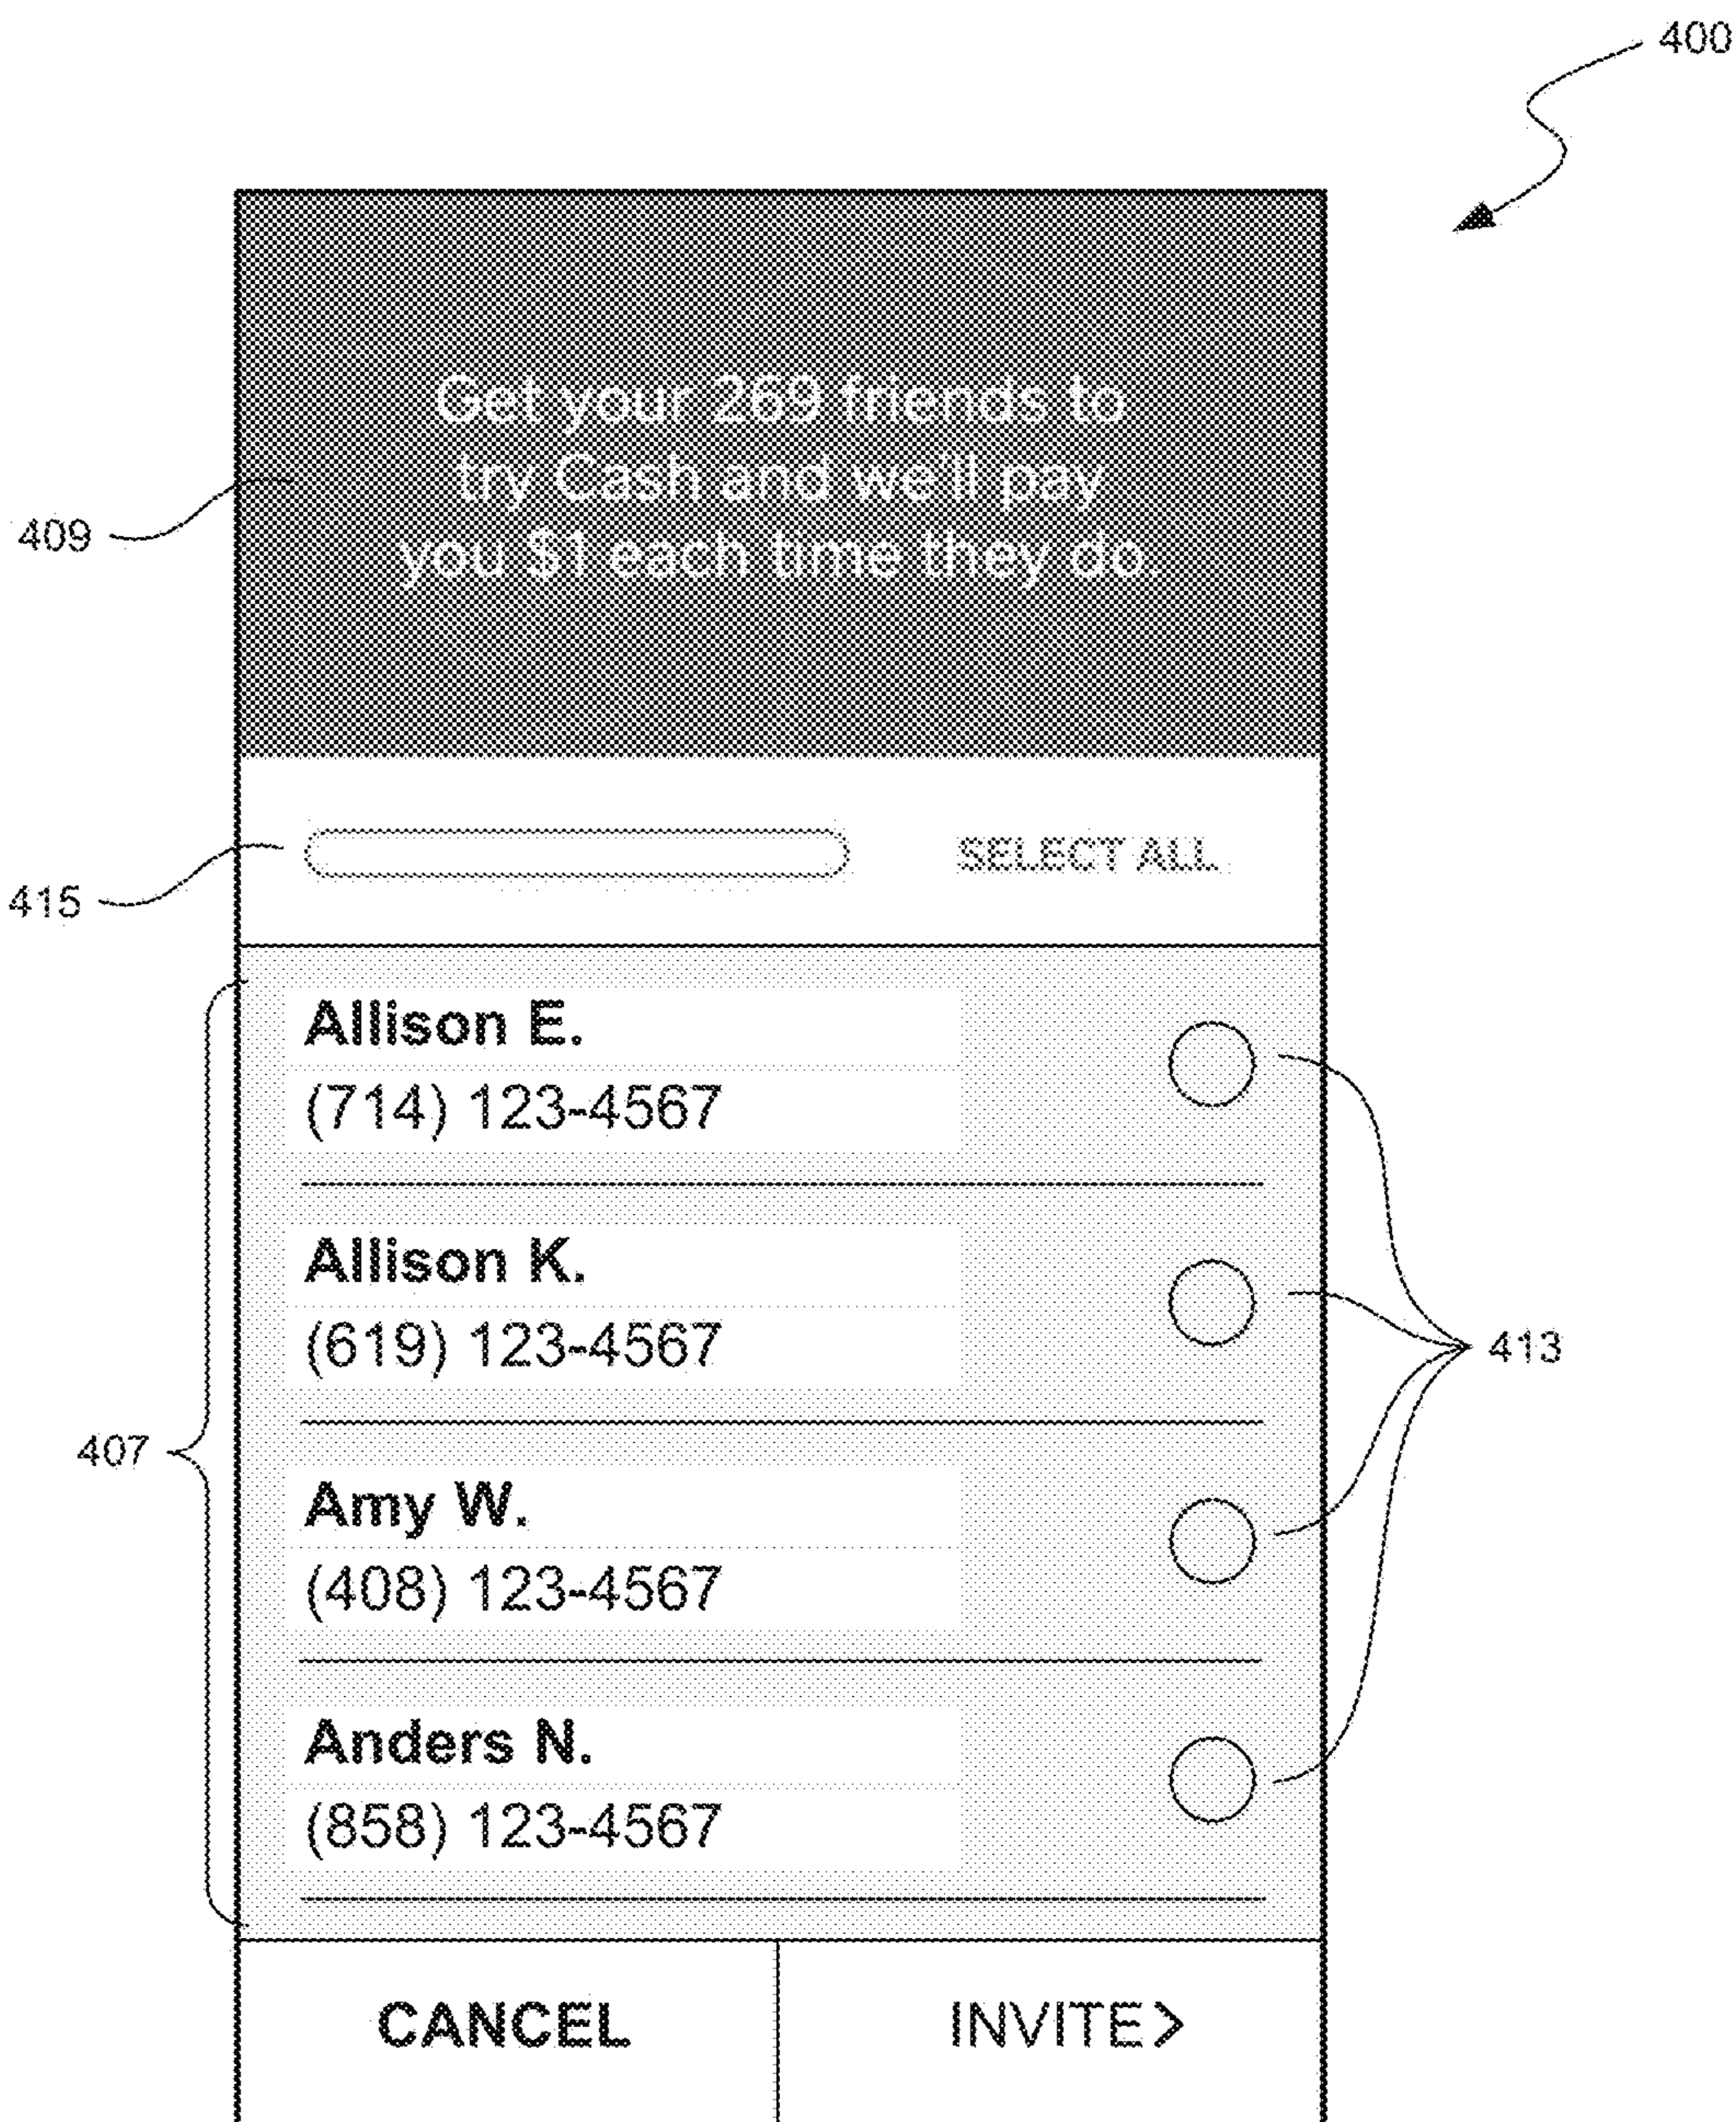 400
Get your 269 friends to
try Cash and we'll pay
you $1 each time they do.
409
415
SELECT ALL
Allison E.
(714) 123-4567
Allison K.
(619) 123-4567
413
407
Amy W.
(408) 123-4567
Anders N.
(858) 123-4567
CANCEL
INVITE>